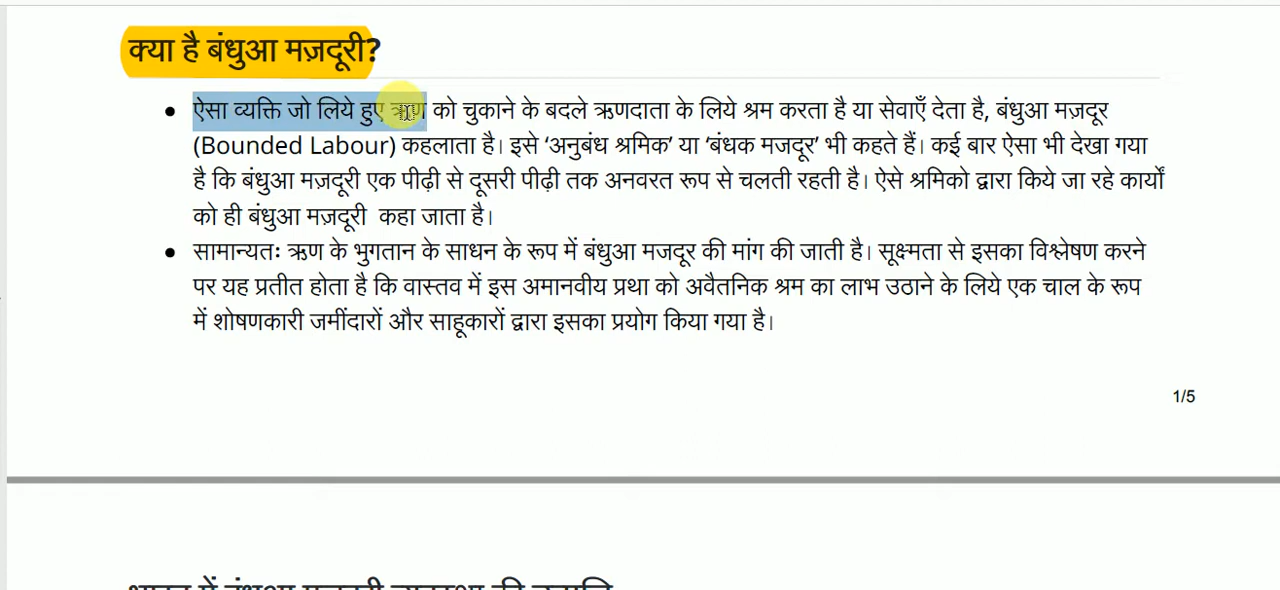 क्या है बंधुआ मज़दूरी?
• ऐसा व्यक्ति जो लिये हुए ऋण को चुकाने के बदले ऋणदाता के लिये श्रम करता है या सेवाएँ देता है, बंधुआ मज़दूर
(Bounded Labour) कहलाता है। इसे ‘अनुबंध श्रमिक’ या ‘बंधक मजदूर’ भी कहते हैं। कई बार ऐसा भी देखा गया
है कि बंधुआ मज़दूरी एक पीढ़ी से दूसरी पीढ़ी तक अनवरत रूप से चलती रहती है। ऐसे श्रमिको द्वारा किये जा रहे कार्यों
को ही बंधुआ मज़दूरी कहा जाता है।
• सामान्यतः ऋण के भुगतान के साधन के रूप में बंधुआ मजदूर की मांग की जाती है। सूक्ष्मता से इसका विश्लेषण करने
पर यह प्रतीत होता है कि वास्तव में इस अमानवीय प्रथा को अवैतनिक श्रम का लाभ उठाने के लिये एक चाल के रूप
में शोषणकारी जमींदारों और साहूकारों द्वारा इसका प्रयोग किया गया है।
1/5